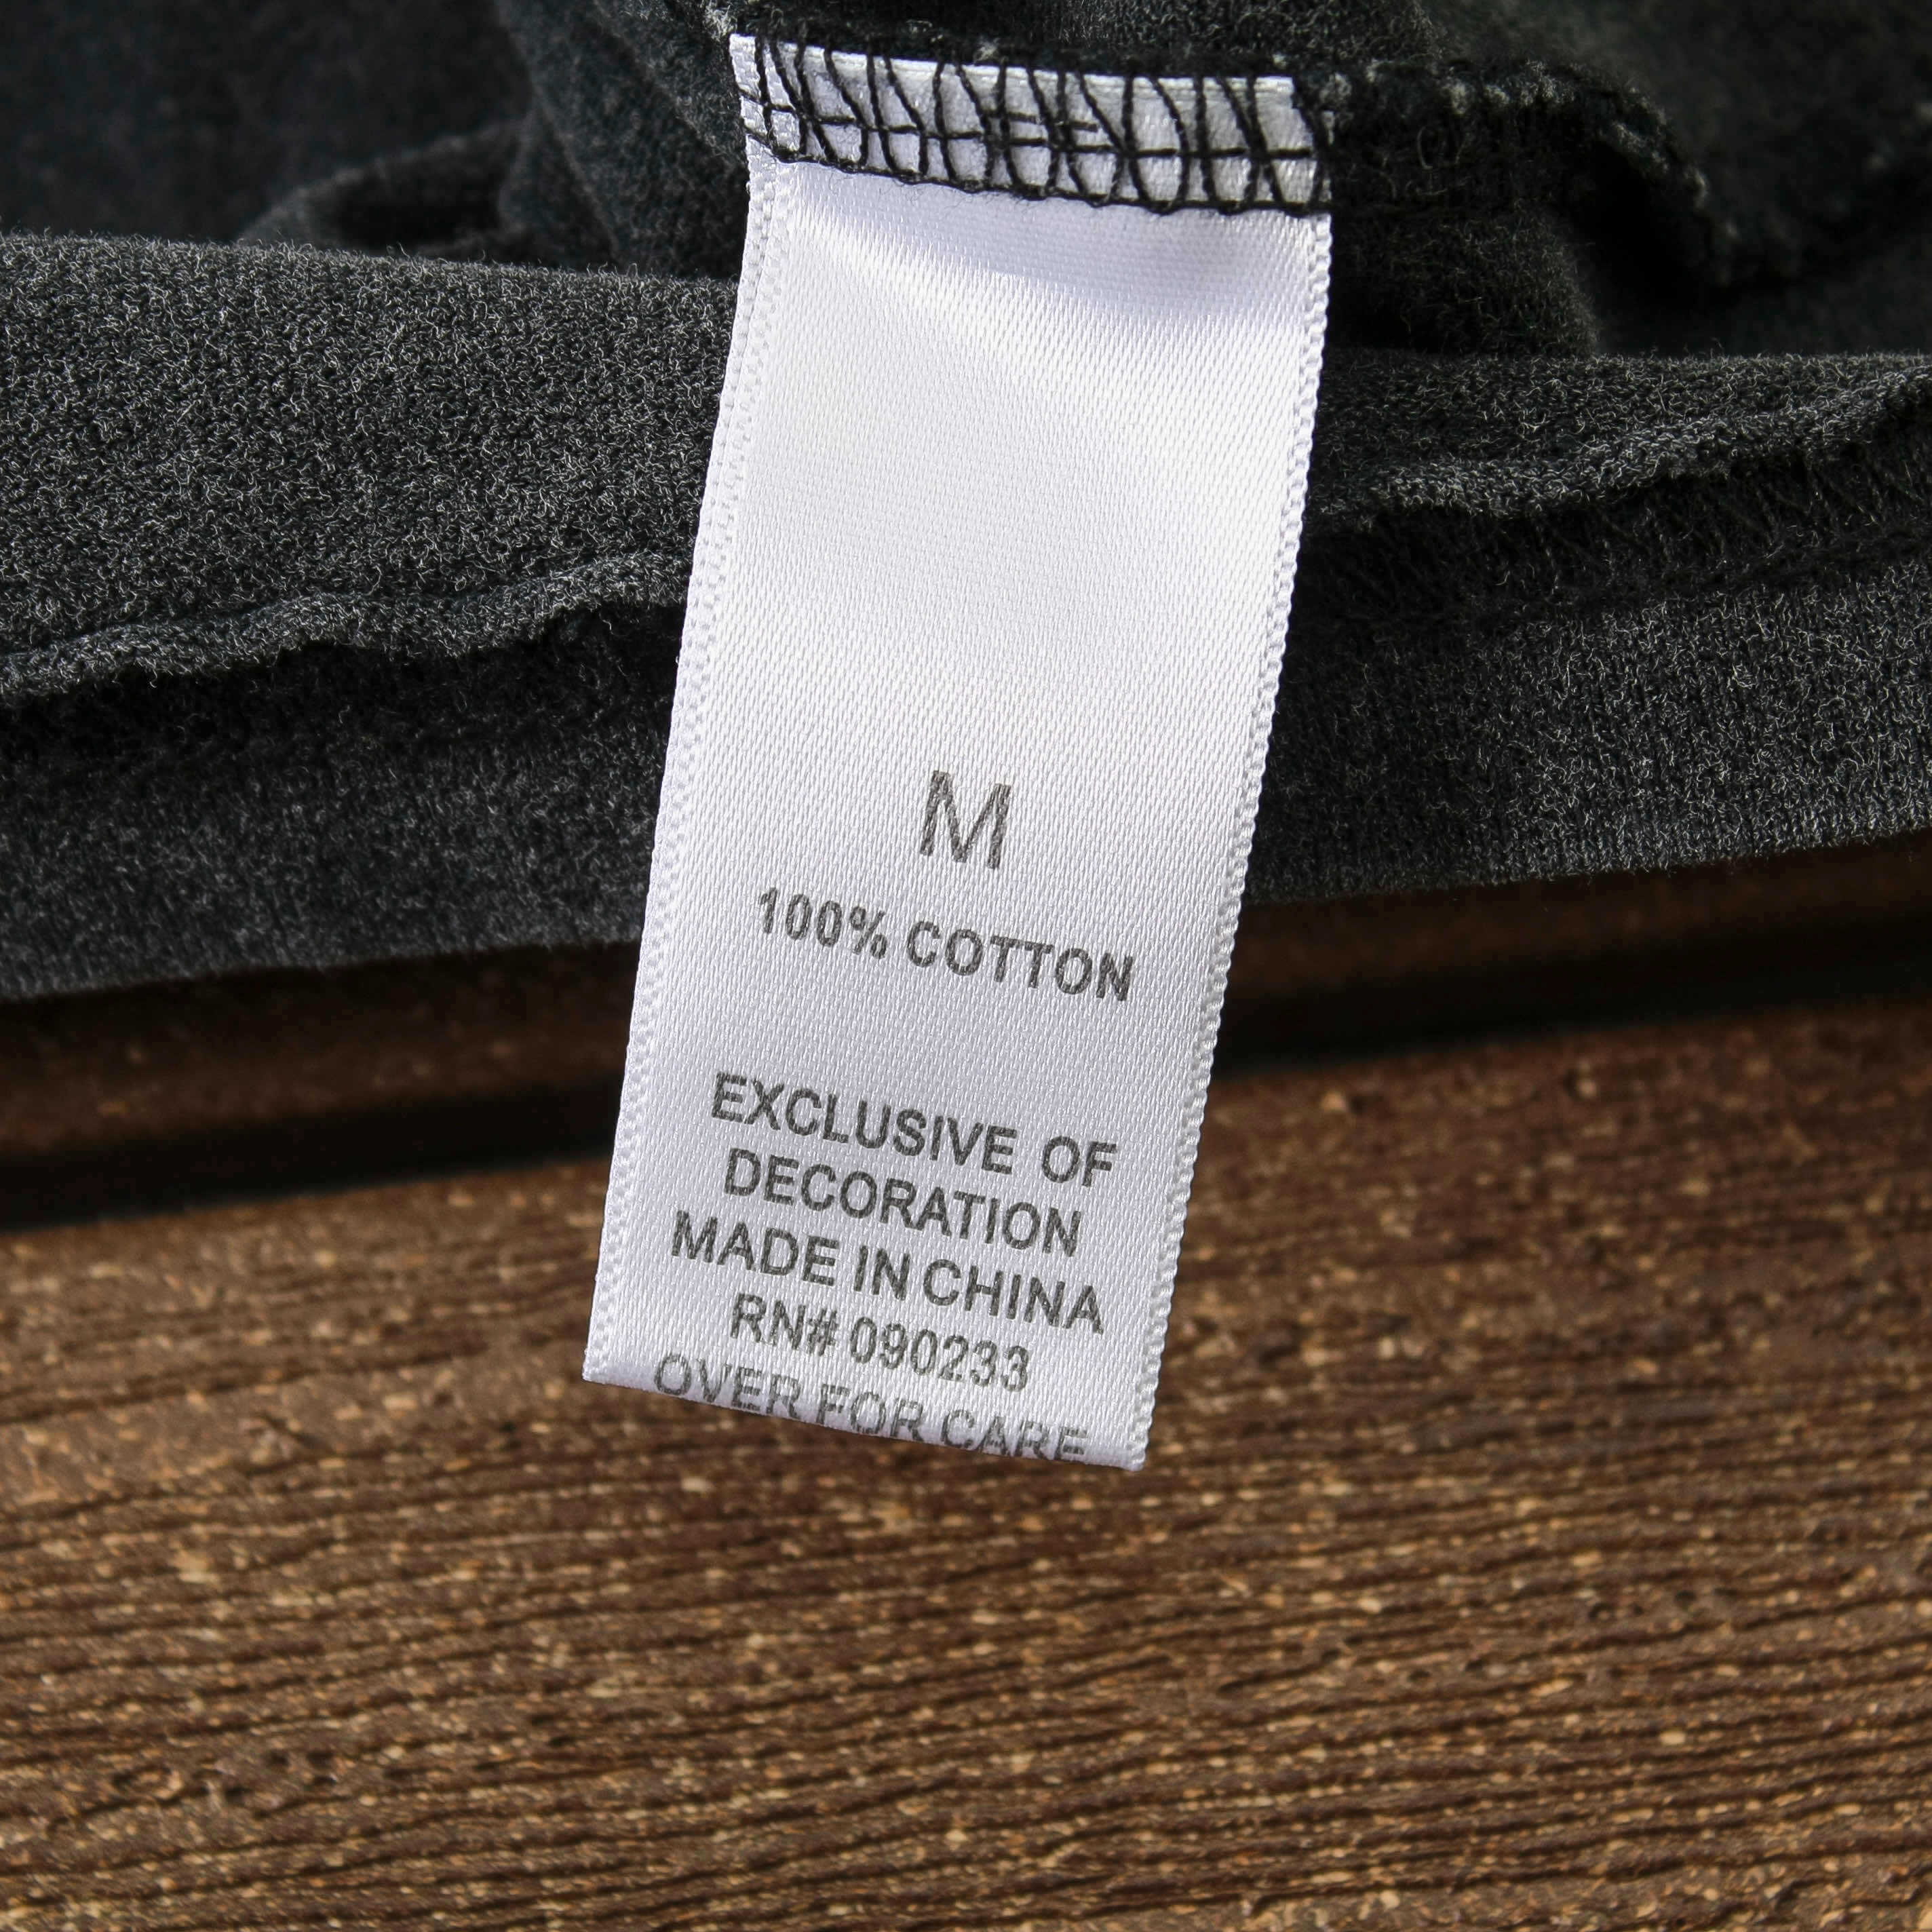 M
100% COTTON
EXCLUSIVE OF
DECORATION
MADE IN CHINA
RN# 090233
OVER FOR CARE